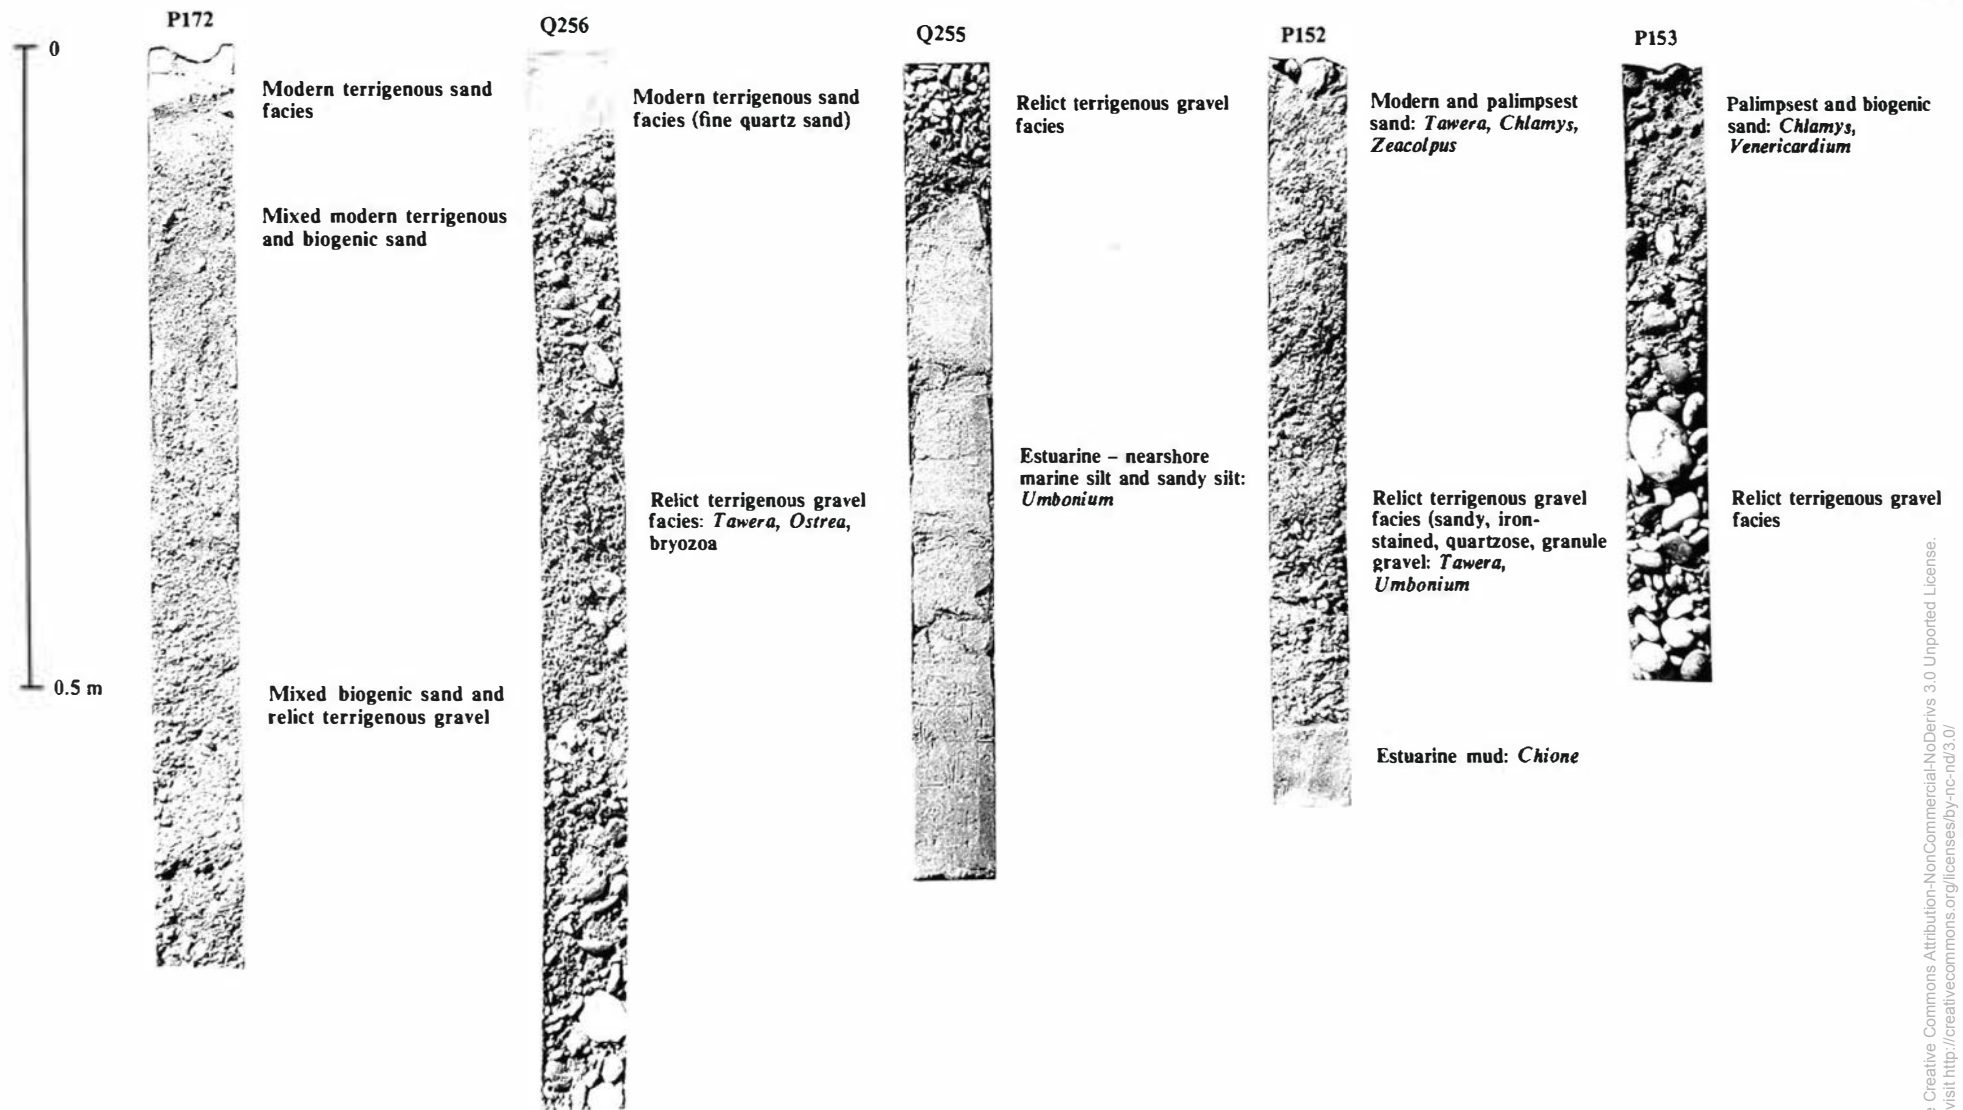 P172
Q256
Q255
P152
P153
0
0.5 m
Modern terrigenous sand
facies
Mixed modern terrigenous
and biogenic sand
Mixed biogenic sand and
relict terrigenous gravel
Modern terrigenous sand
facies (fine quartz sand)
Relict terrigenous gravel
facies: Tawera, Ostrea,
bryozoa
Relict terrigenous gravel
facies
Estuarine – nearshore
marine silt and sandy silt:
Umbonium
Modern and palimpsest
sand: Tawera, Chlamys,
Zeacolpus
Relict terrigenous gravel
facies (sandy, iron-
stained, quartzose, granule
gravel: Tawera,
Umbonium
Estuarine mud: Chione
Palimpsest and biogenic
sand: Chlamys,
Venericardium
Relict terrigenous gravel
facies
Creative Commons Attribution-NonCommercial-NoDerivs 3.0 Unported License.
visit http://creativecommons.org/licenses/by-nc-nd/3.0/